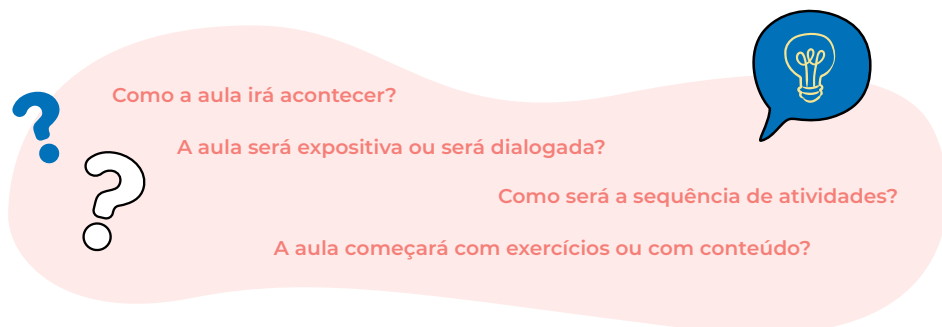 Como a aula irá acontecer?
A aula será expositiva ou será dialogada?
Como será a sequência de atividades?
A aula começará com exercícios ou com conteúdo?